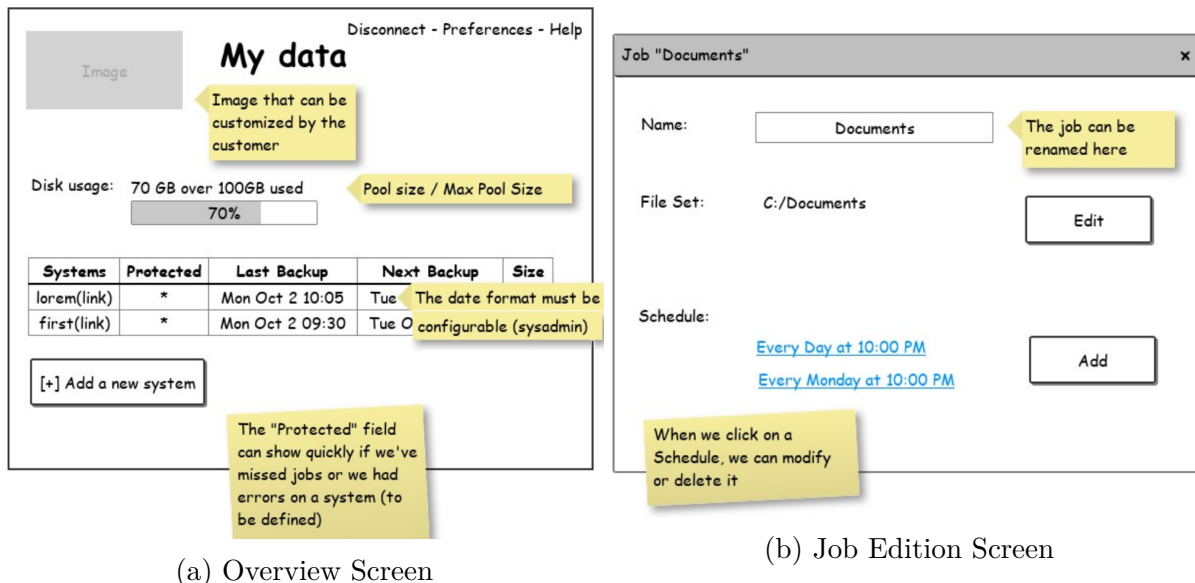 Disconnect - Preferences - Help
My data
Image
Image that can be
customized by the
customer
Disk usage: 70 GB over 100GB used
Pool size / Max Pool Size
70%
Systems Protected Last Backup Next Backup Size
lorem(link) * Mon Oct 2 10:05 Tue
The date format must be
first(link) * Mon Oct 2 09:30 Tue O
configurable (sysadmin)
[+] Add a new system
The "Protected" field
can show quickly if we've
missed jobs or we had
errors on a system (to
be defined)
(a) Overview Screen
Job "Documents" x
Name: Documents
The job can be
renamed here
File Set: C:/Documents
Edit
Schedule:
Every Day at 10:00 PM
Every Monday at 10:00 PM
Add
When we click on a
Schedule, we can modify
or delete it
(b) Job Edition Screen